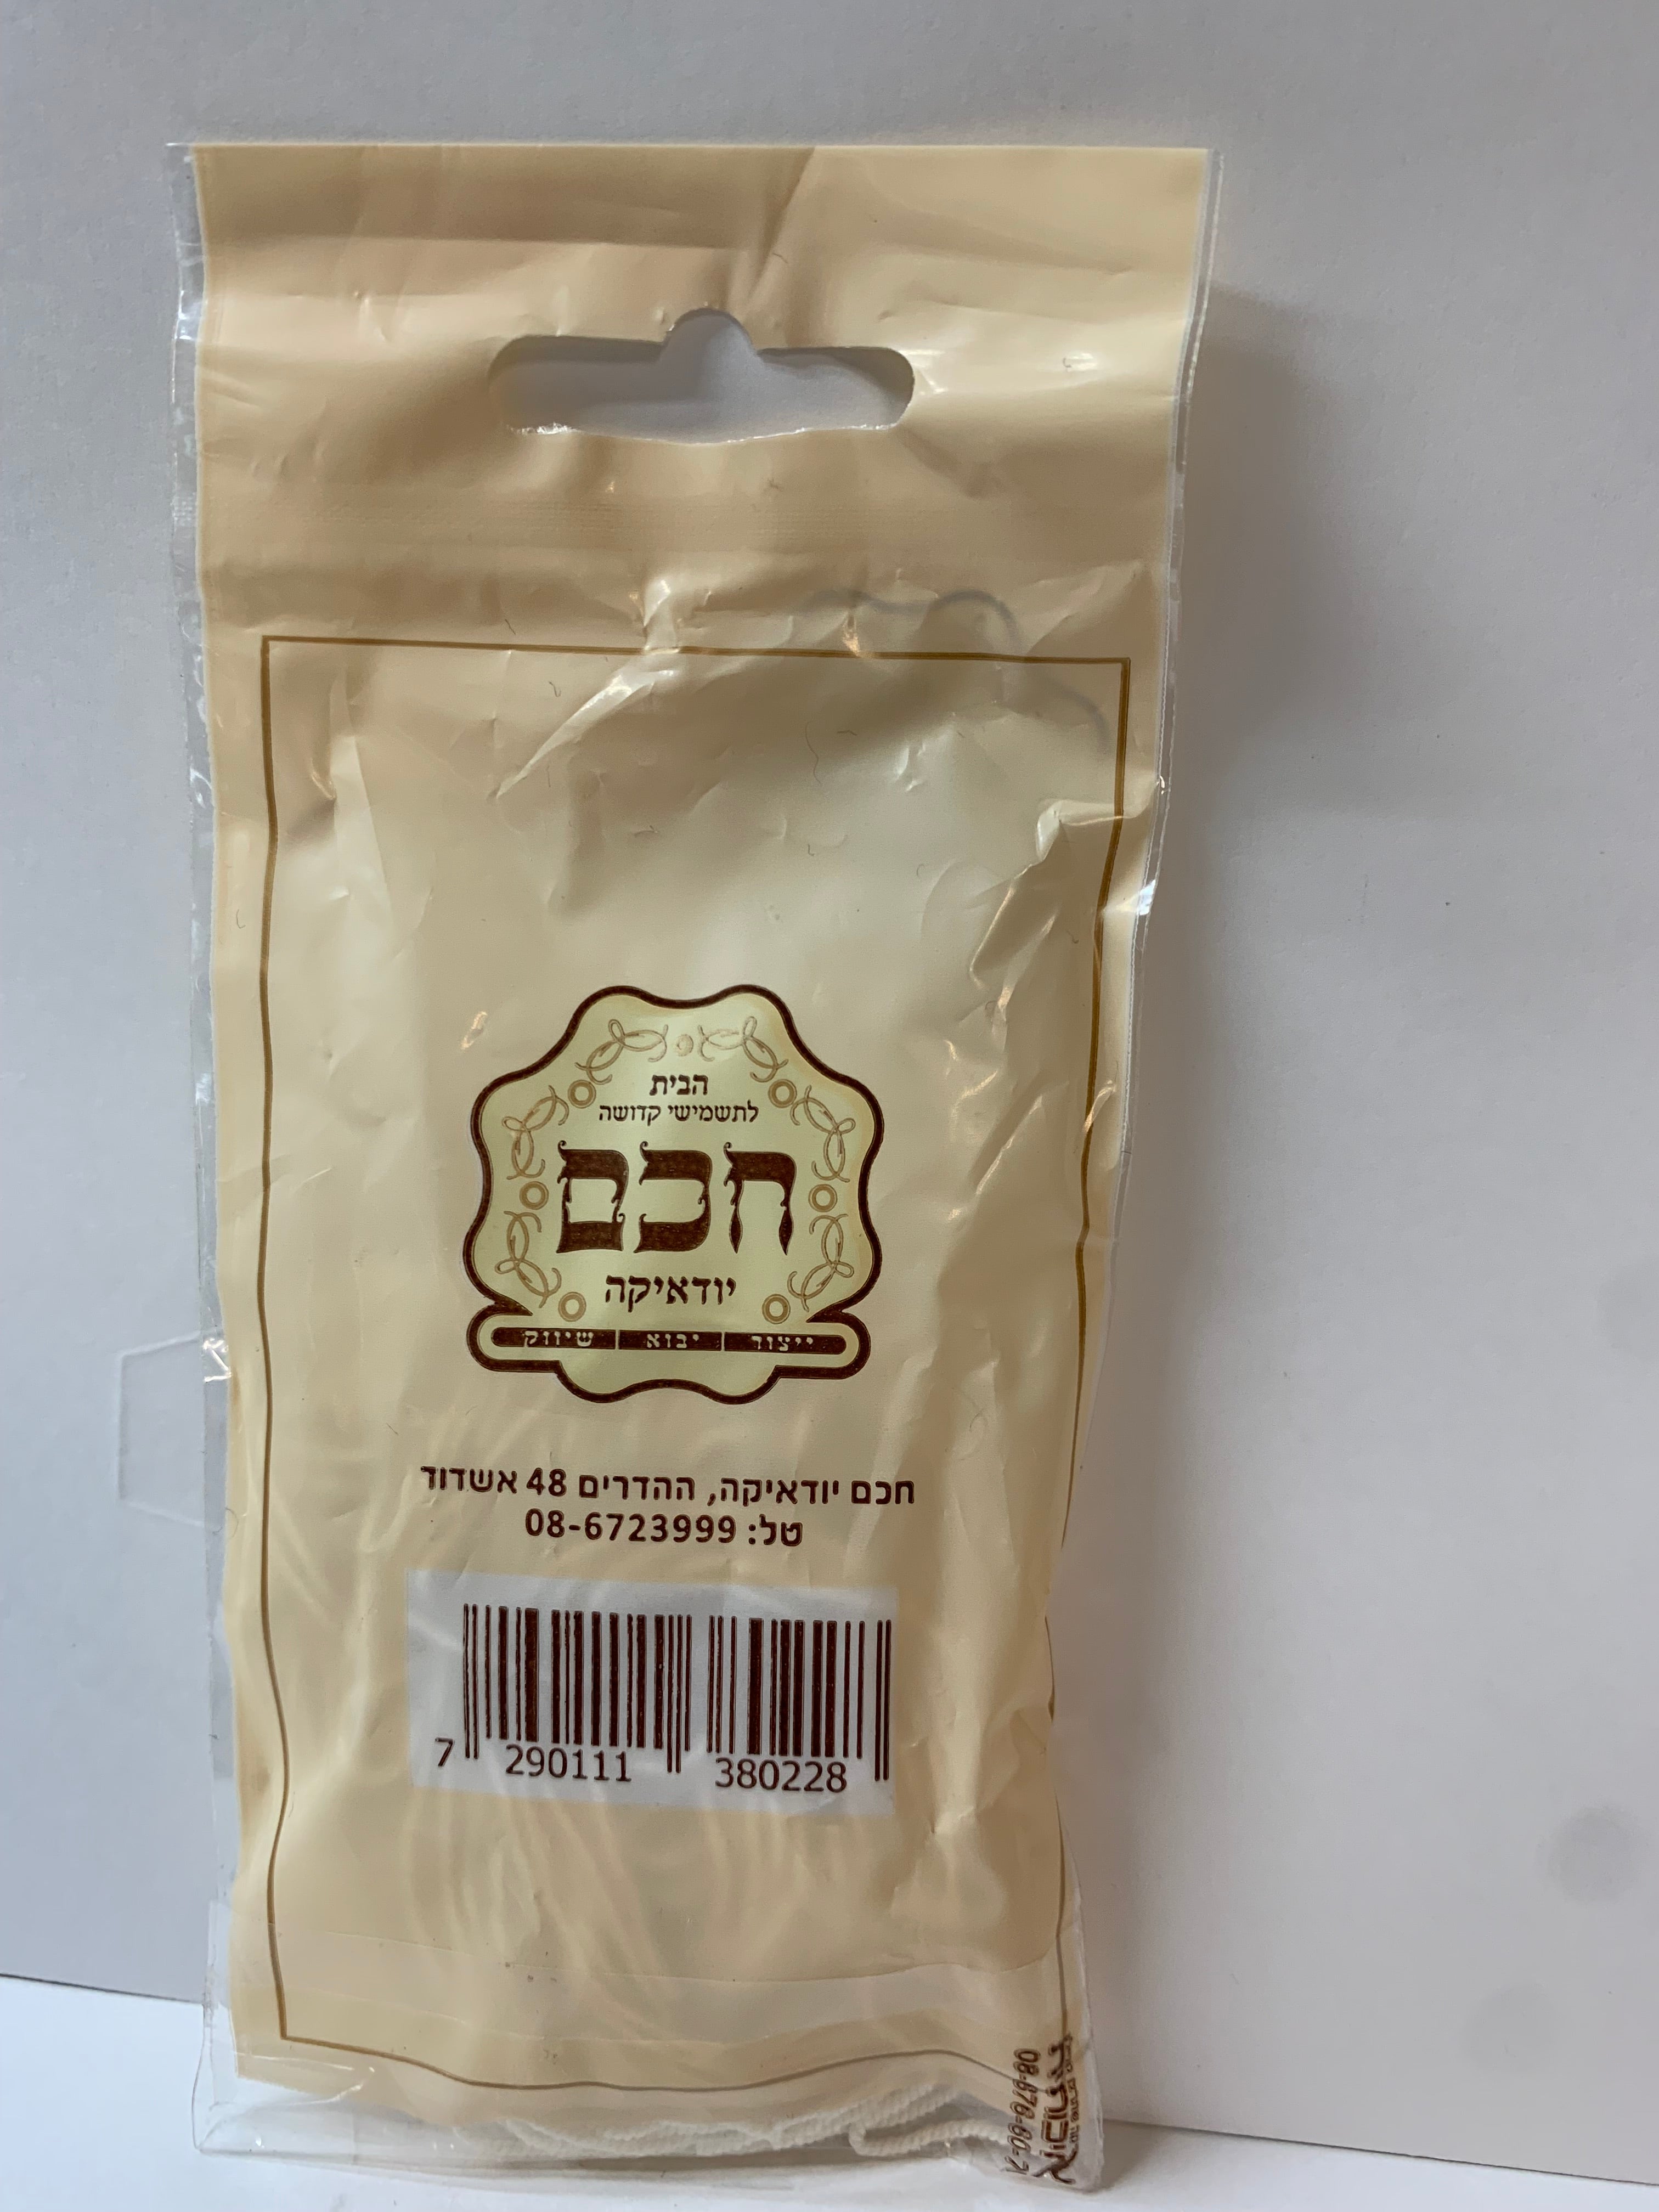 הבית
לתשמישי קדושה
חכם
יודאיקה
ייצור | יבוא | שיווק
חכם יודאיקה, ההדרים 48 אשדוד
טל: 08-6723999
7 290111 380228